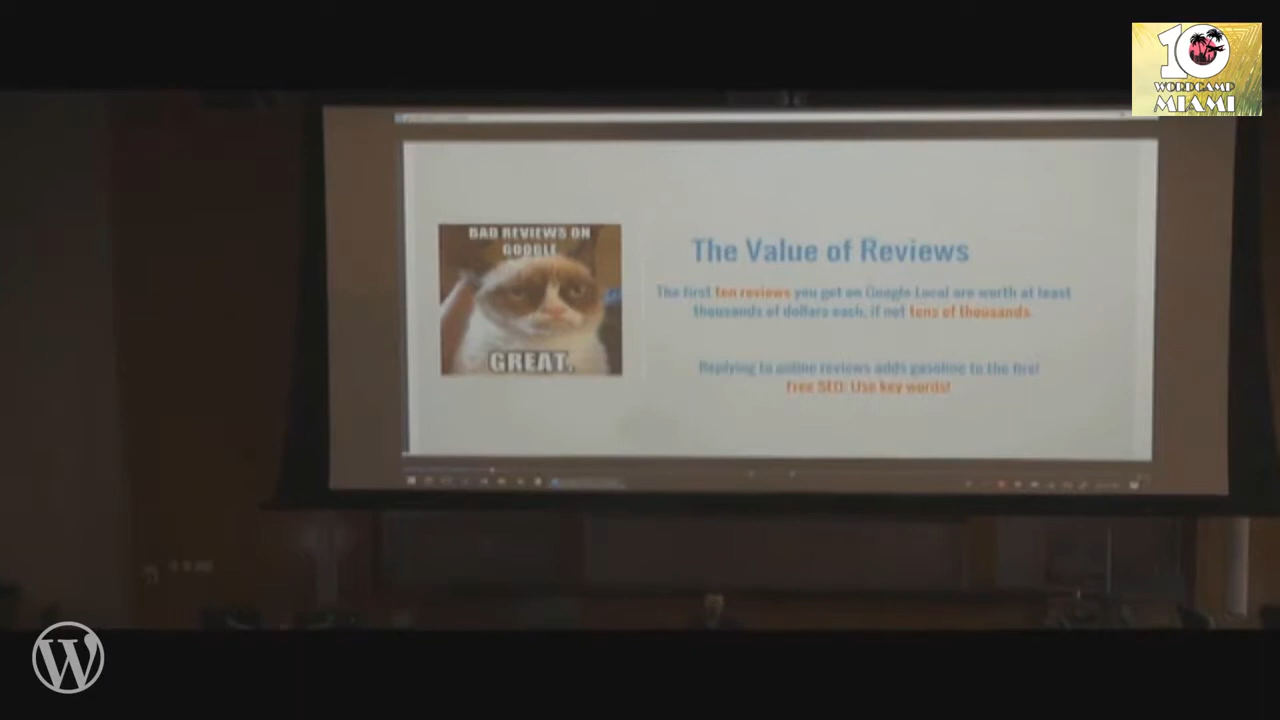 10
WORDCAMP
MIAMI
BAD REVIEWS ON
GOOGLE
GREAT.
The Value of Reviews
The first ten reviews you get on Google Local are worth at least
thousands of dollars each, if not tens of thousands.
Replying to online reviews adds gasoline to the fire!
Free SEO. Use key words!